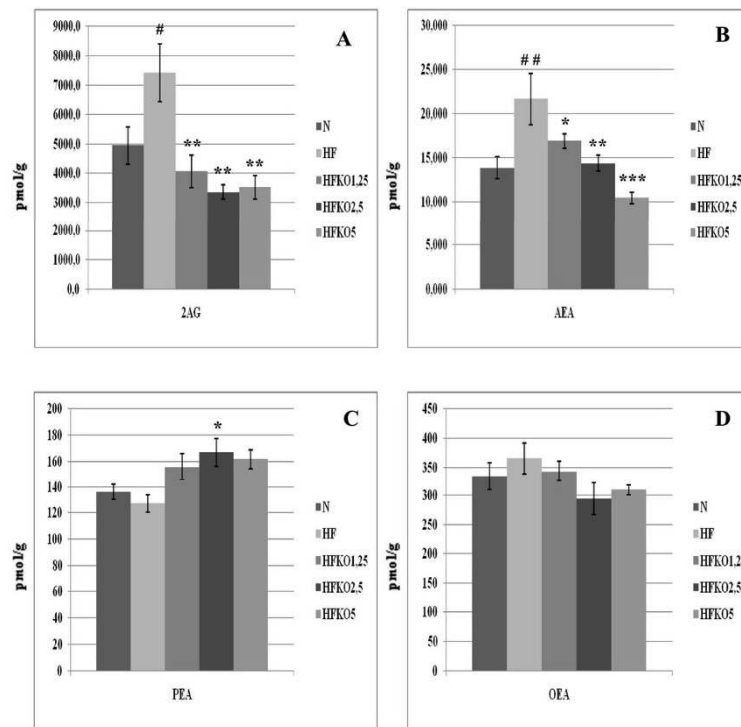 A
9000,0
8000,0
7000,0
6000,0
5000,0
4000,0
3000,0
2000,0
1000,0
0,0
pmol/g
#
**
**
**
2AG
N
HF
HFKO1,25
HFKO2,5
HFKO5
B
30,000
25,000
20,000
15,000
10,000
5,000
0,000
pmol/g
# #
*
**
***
AEA
N
HF
HFKO1,25
HFKO2,5
HFKO5
C
200
180
160
140
120
100
80
60
40
20
0
pmol/g
*
PEA
N
HF
HFKO1,25
HFKO2,5
HFKO5
D
450
400
350
300
250
200
150
100
50
0
pmol/g
OEA
N
HF
HFKO1,2
HFKO2,5
HFKO5